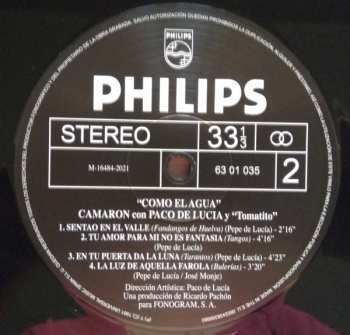 PHILIPS
PHILIPS
STEREO
33 1/3
M-16484-2021
63 01 035
2
"COMO EL AGUA"
CAMARON con PACO DE LUCIA y "Tomatito"
1. SENTAO EN EL VALLE (Fandangos de Huelva) (Pepe de Lucía) - 2'16"
2. TU AMOR PARA MI NO ES FANTASIA (Tangos) - 4'16"
(Pepe de Lucía)
3. EN TU PUERTA DA LA LUNA (Tarantos) (Pepe de Lucía) - 4'23"
4. LA LUZ DE AQUELLA FAROLA (Bulerías) - 3'20"
(Pepe de Lucía / José Monje)
Dirección Artística: Paco de Lucía
Una producción de Ricardo Pachón
para FONOGRAM, S.A.